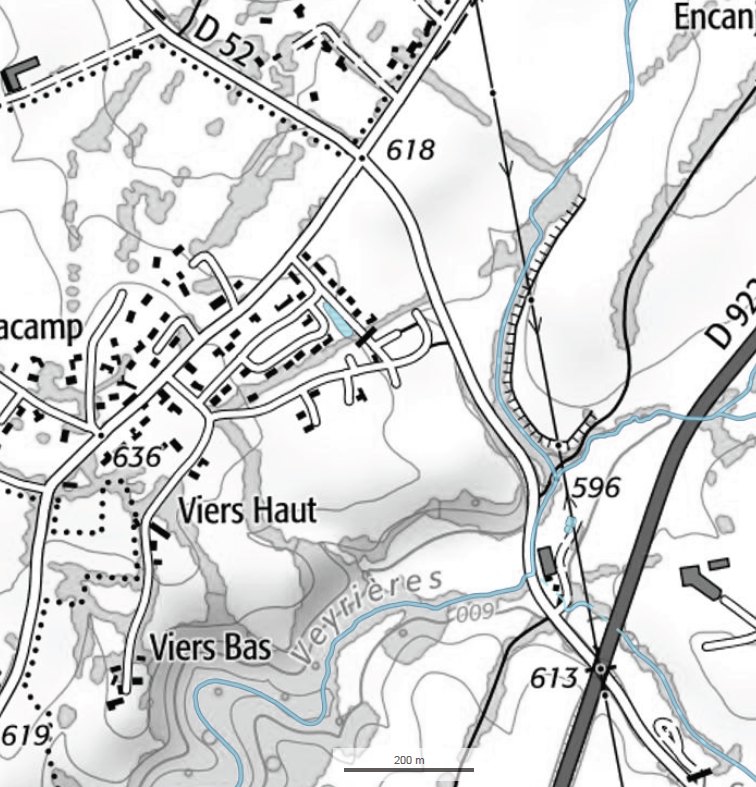 Encan
D 52
618
D 922
acamp
636
596
Viers Haut
Veyrières
600
Viers Bas
613
619
200 m